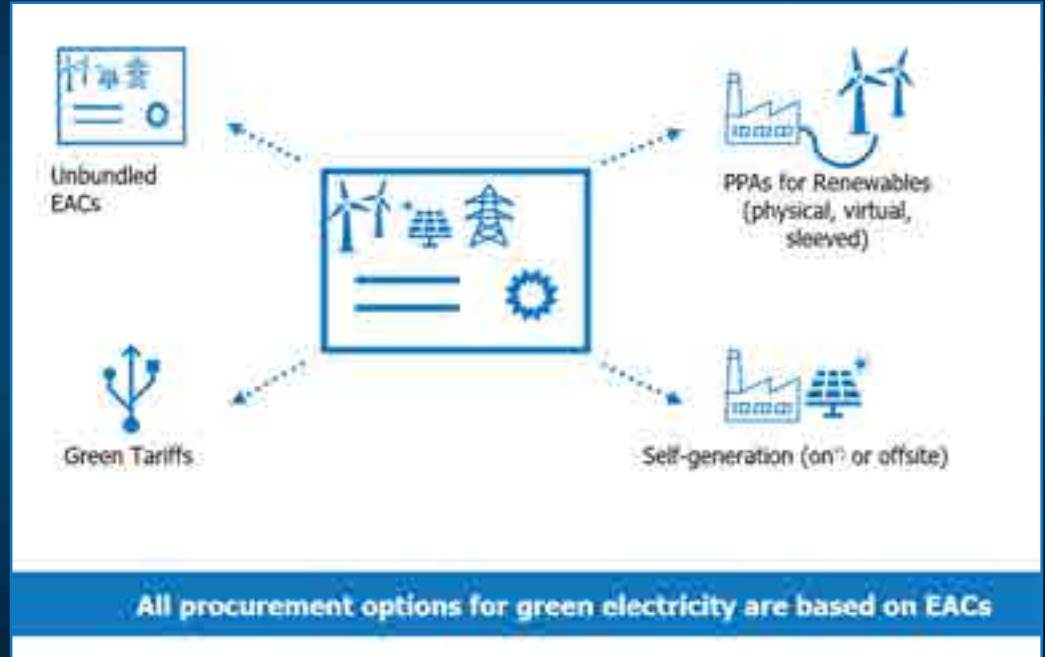 Unbundled
EACs
PPAs for Renewables
(physical, virtual,
sleeved)
Green Tariffs
Self-generation (on or offsite)
All procurement options for green electricity are based on EACs